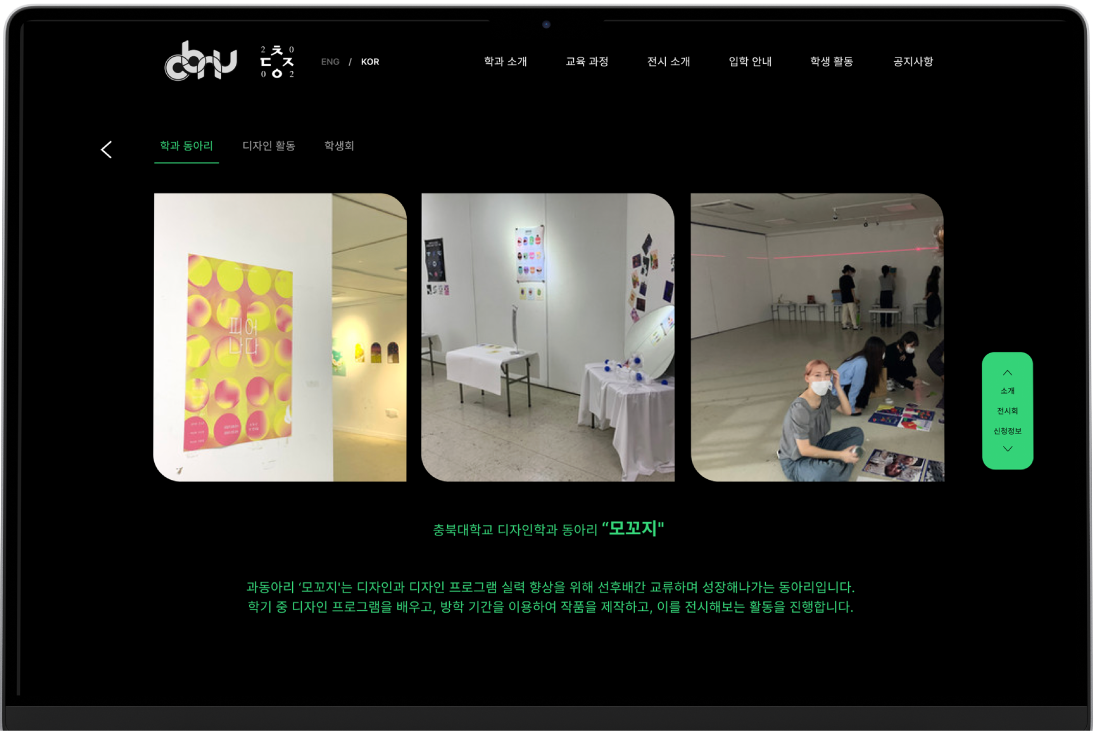 cbnu
2 츳 0
등 ス
0 2
ENG / KOR
학과 소개
교육 과정
전시 소개
입학 안내
학생 활동
공지사항
학과 동아리
디자인 활동
학생회
피어
나다
소개
전시회
신청정보
충북대학교 디자인학과 동아리 “모꼬지"
과동아리 ‘모꼬지'는 디자인과 디자인 프로그램 실력 향상을 위해 선후배간 교류하며 성장해나가는 동아리입니다.
학기 중 디자인 프로그램을 배우고, 방학 기간을 이용하여 작품을 제작하고, 이를 전시해보는 활동을 진행합니다.